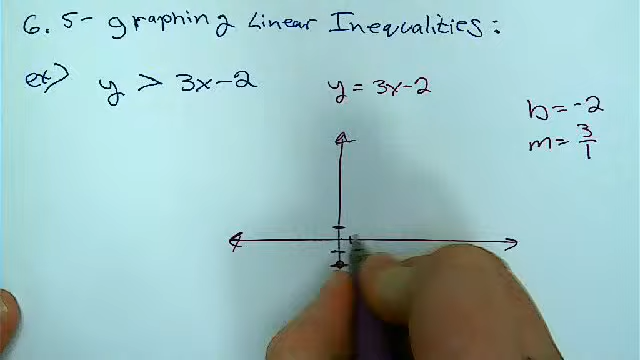 6.5- graphing Linear Inequalities:
ex) y > 3x-2
y = 3x-2
b = -2
m = 3/1